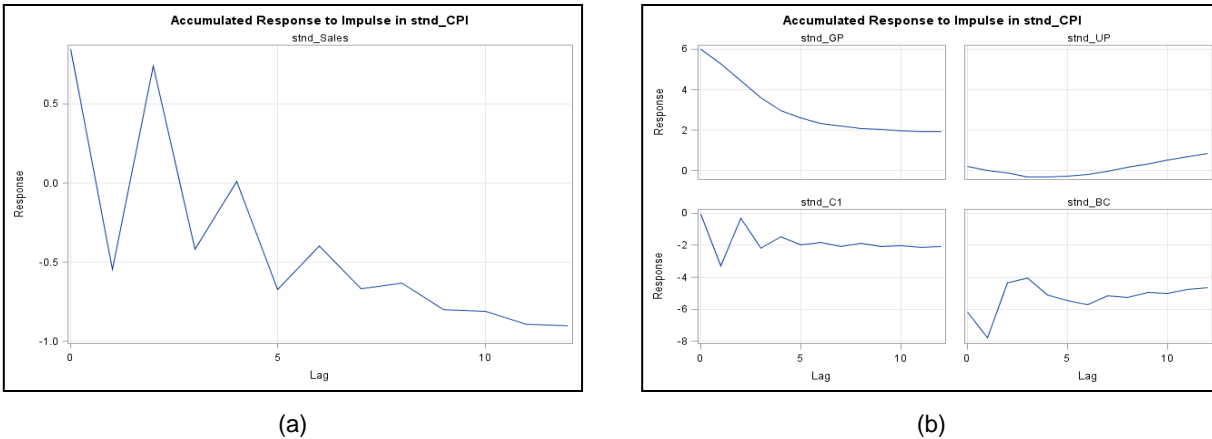 Accumulated Response to Impulse in stnd_CPI
stnd_Sales
Response
0.5
0.0
-0.5
-1.0
0 5 10
Lag
(a)
Accumulated Response to Impulse in stnd_CPI
stnd_GP stnd_UP
Response
6
4
2
0
stnd_C1 stnd_BC
Response
0
-2
-4
-6
-8
0 5 10 0 5 10
Lag Lag
(b)